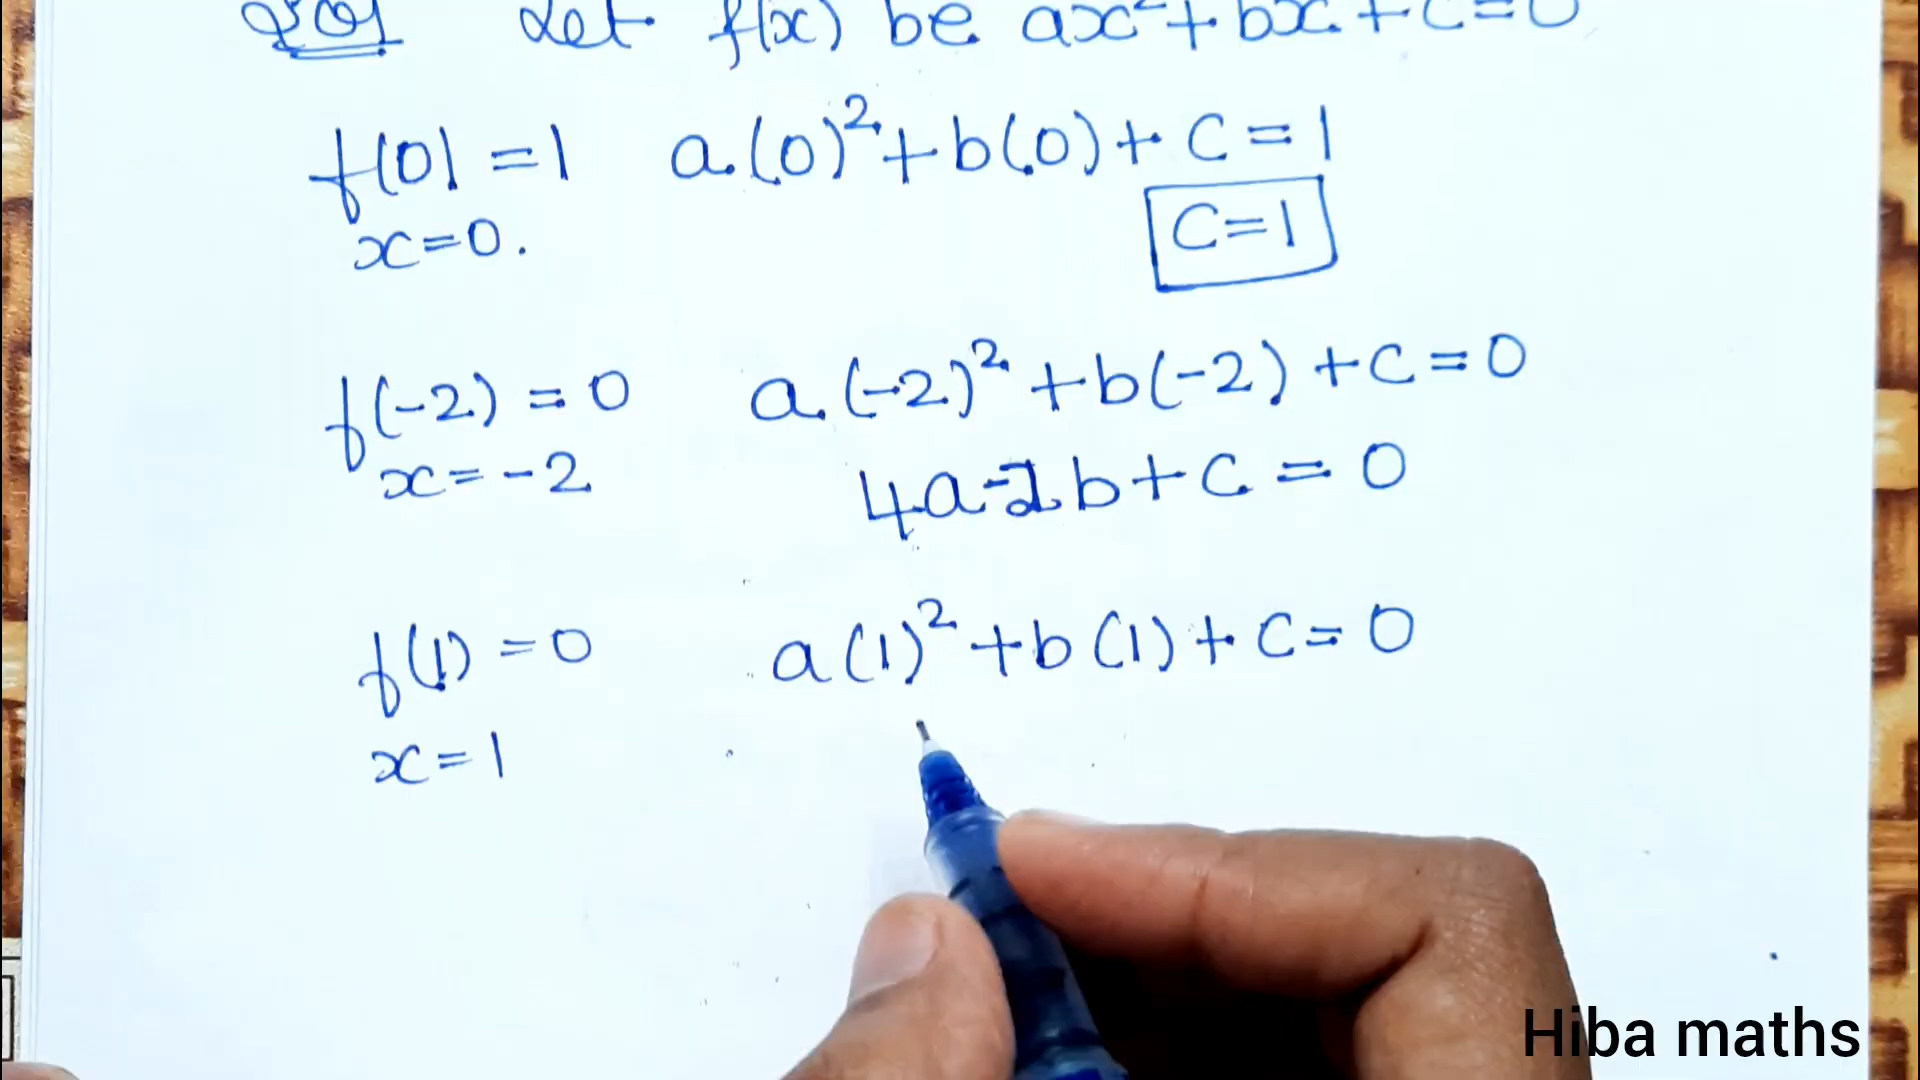 Sol Let f(x) be ax²+bx+c=0
f(0)=1 a(0)²+b(0)+c=1
x=0. C=1
f(-2)=0 a(-2)²+b(-2)+c=0
x=-2 4a-2b+c=0
f(1)=0 a(1)²+b(1)+c=0
x=1
Hiba maths